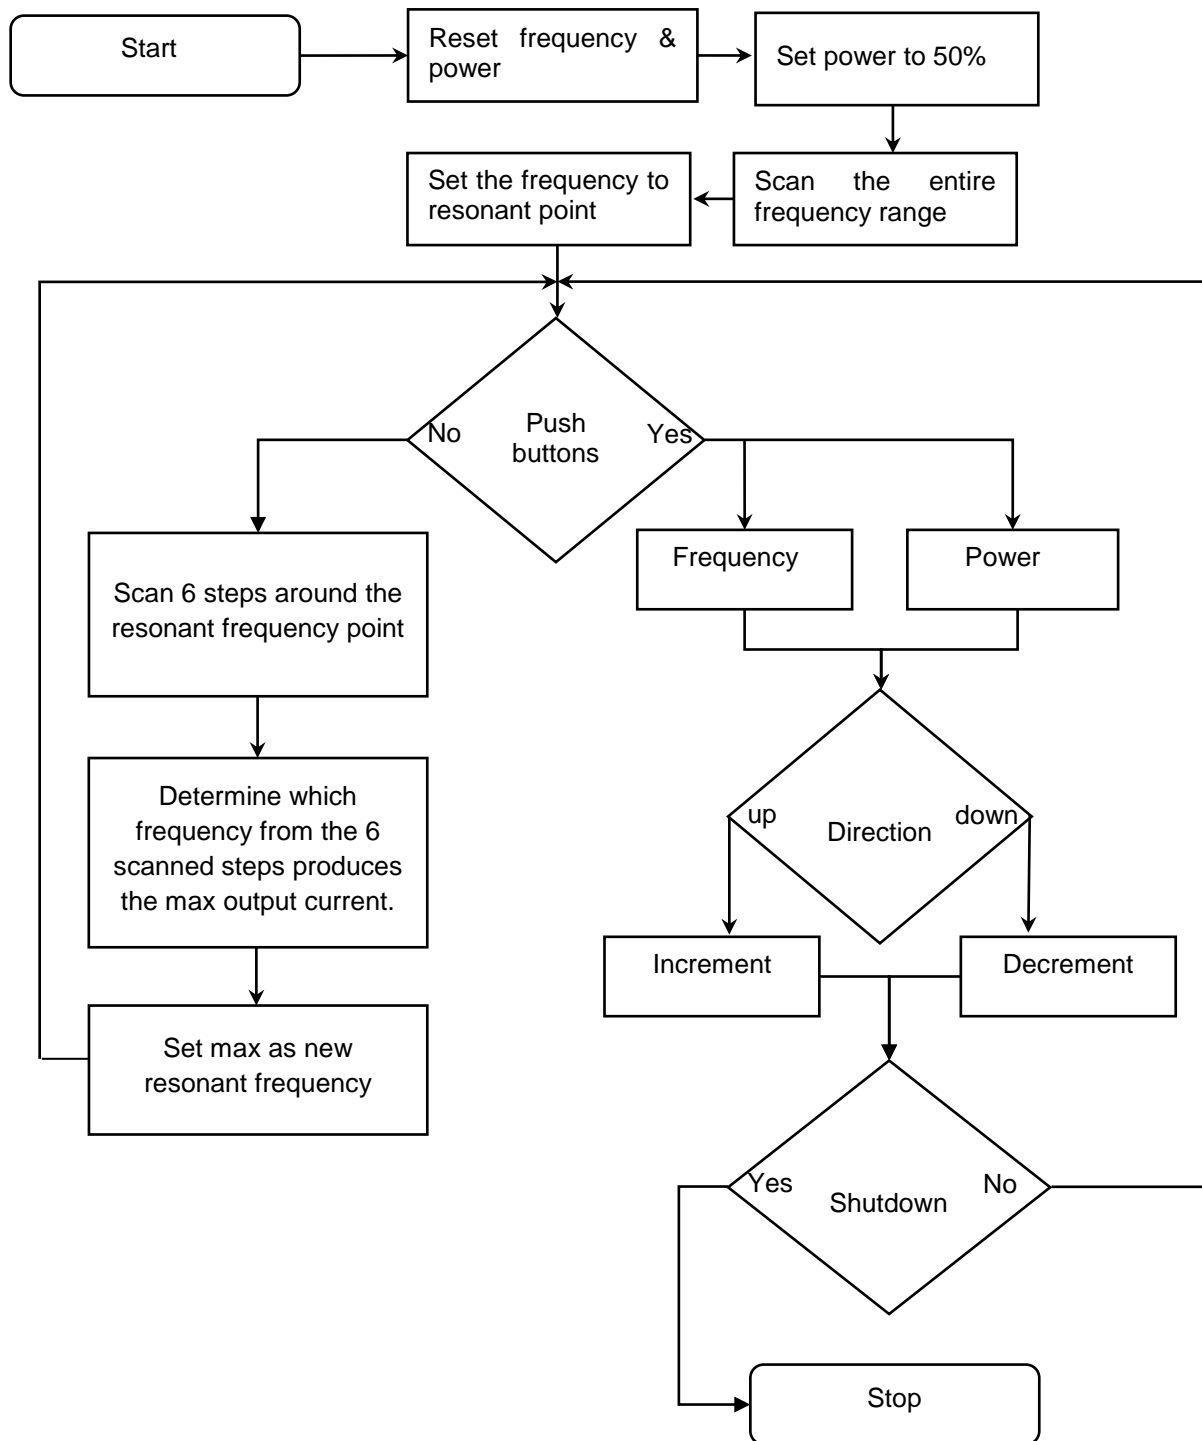 Start
Reset frequency &
power
Set power to 50%
Set the frequency to
resonant point
Scan the entire
frequency range
Push
buttons
No
Yes
Scan 6 steps around the
resonant frequency point
Frequency
Power
Determine which
frequency from the 6
scanned steps produces
the max output current.
up
Direction
down
Increment
Decrement
Set max as new
resonant frequency
Yes
Shutdown
No
Stop